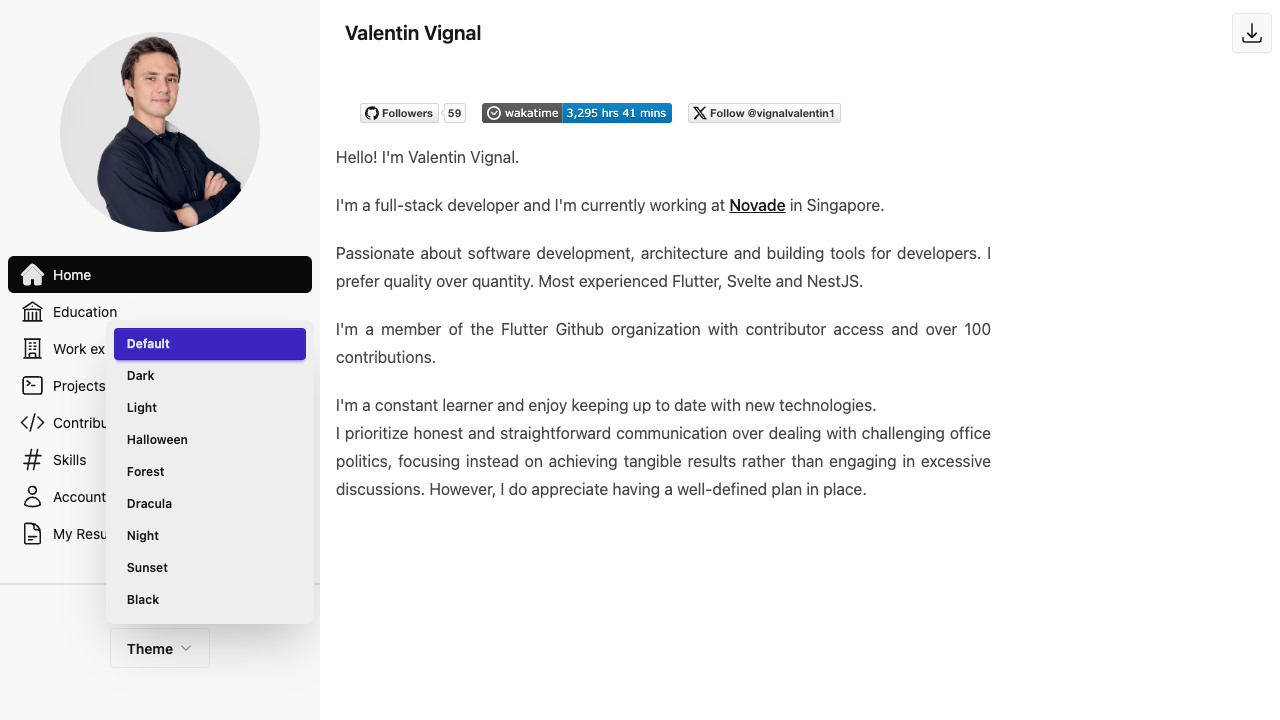 Valentin Vignal
Followers 59
wakatime 3,295 hrs 41 mins
Follow @vignalvalentin1
Hello! I'm Valentin Vignal.
I'm a full-stack developer and I'm currently working at Novade in Singapore.
Passionate about software development, architecture and building tools for developers. I
prefer quality over quantity. Most experienced Flutter, Svelte and NestJS.
I'm a member of the Flutter Github organization with contributor access and over 100
contributions.
I'm a constant learner and enjoy keeping up to date with new technologies.
I prioritize honest and straightforward communication over dealing with challenging office
politics, focusing instead on achieving tangible results rather than engaging in excessive
discussions. However, I do appreciate having a well-defined plan in place.
Home
Education
Work ex
Projects
Contribu
Skills
Account
My Resu
Default
Dark
Light
Halloween
Forest
Dracula
Night
Sunset
Black
Theme